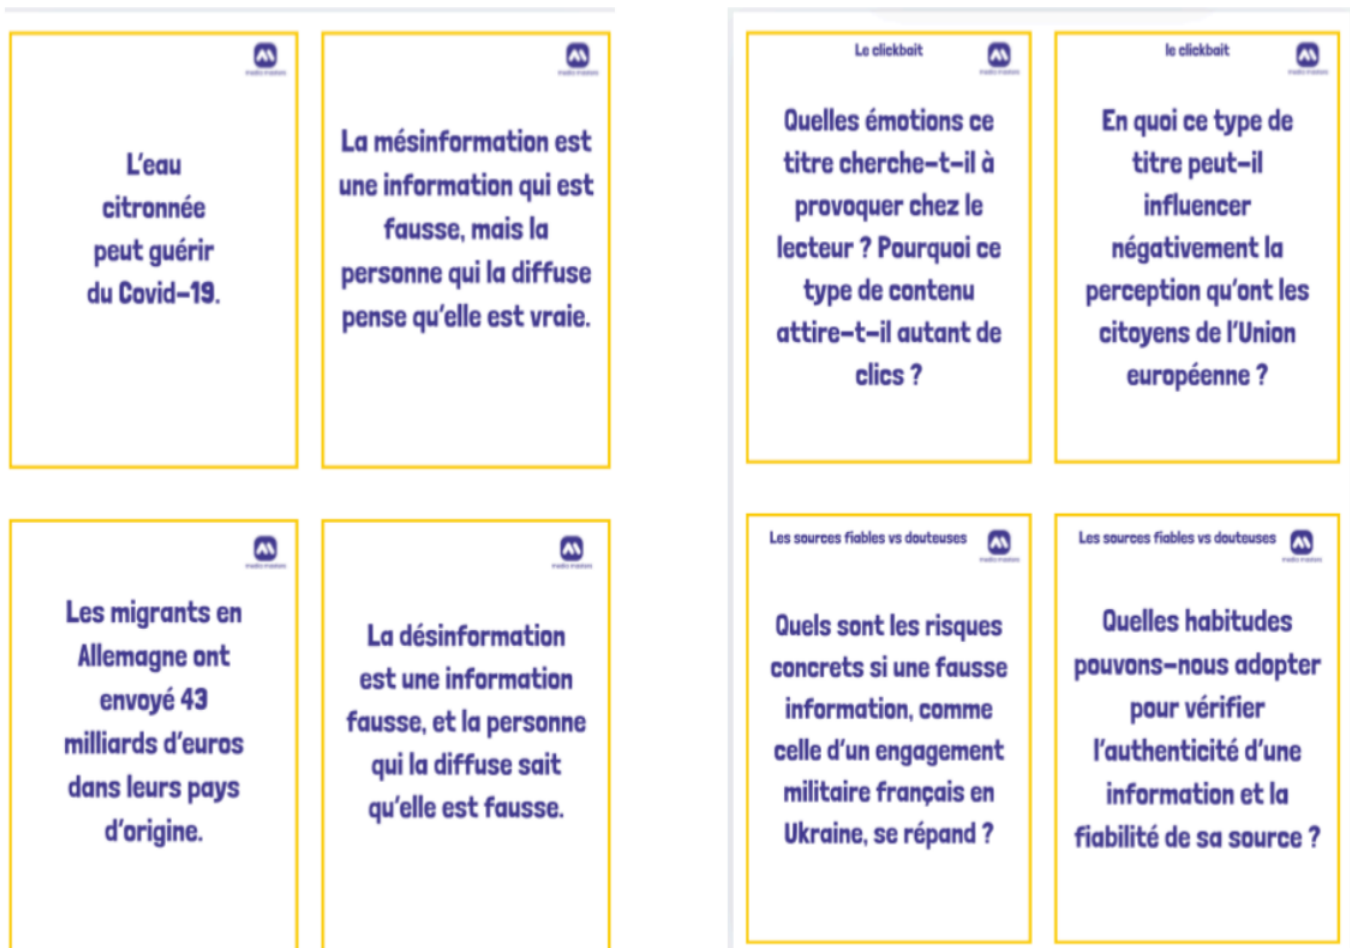 L'eau
citronnée
peut guérir
du Covid-19.
La mésinformation est
une information qui est
fausse, mais la
personne qui la diffuse
pense qu'elle est vraie.
Le clickbait
Quelles émotions ce
titre cherche-t-il à
provoquer chez le
lecteur ? Pourquoi ce
type de contenu
attire-t-il autant de
clics ?
le clickbait
En quoi ce type de
titre peut-il
influencer
négativement la
perception qu'ont les
citoyens de l'Union
européenne ?
Les migrants en
Allemagne ont
envoyé 43
milliards d'euros
dans leurs pays
d'origine.
La désinformation
est une information
fausse, et la personne
qui la diffuse sait
qu'elle est fausse.
Les sources fiables vs douteuses
Quels sont les risques
concrets si une fausse
information, comme
celle d'un engagement
militaire français en
Ukraine, se répand ?
Les sources fiables vs douteuses
Quelles habitudes
pouvons-nous adopter
pour vérifier
l'authenticité d'une
information et la
fiabilité de sa source ?